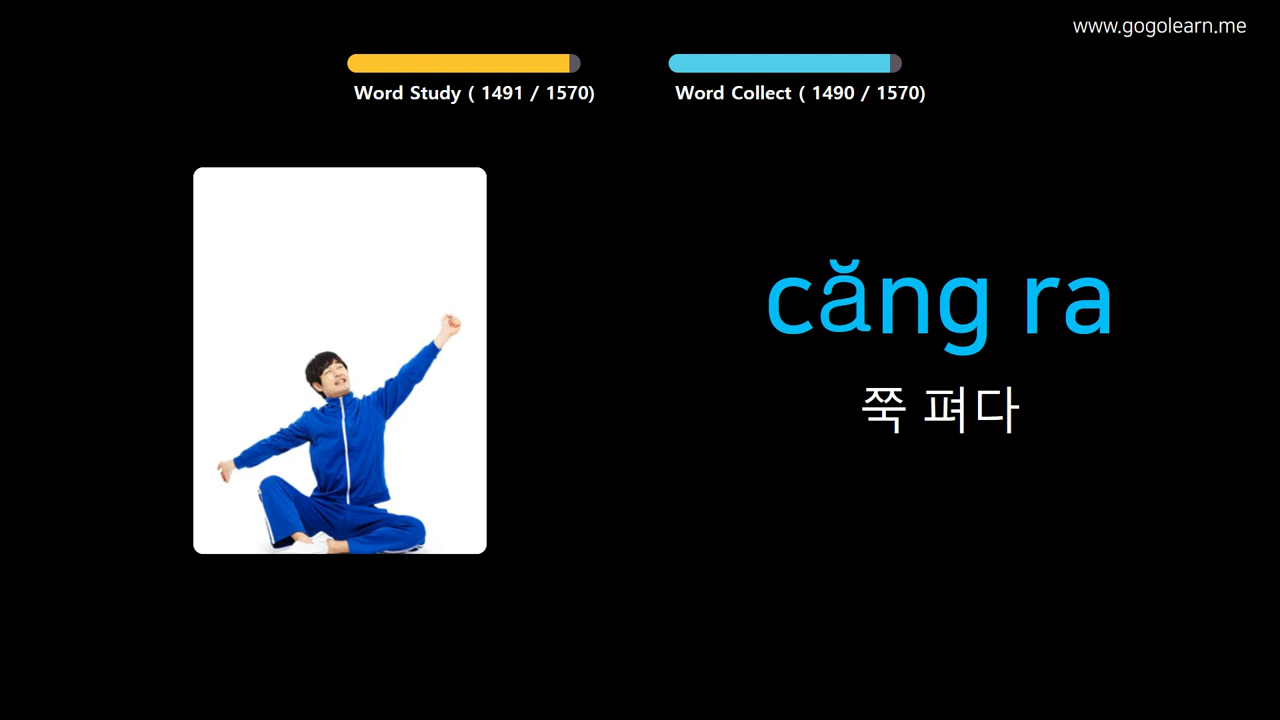 www.gogolearn.me
Word Study ( 1491 / 1570)
Word Collect ( 1490 / 1570)
căng ra
쭉 펴다